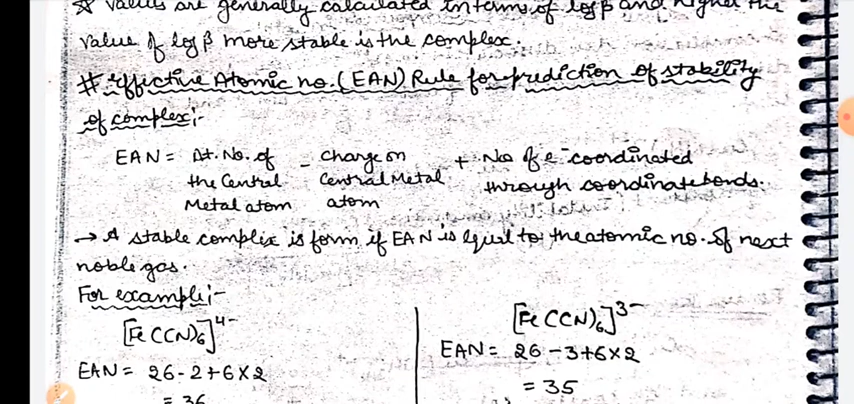 * values are generally calculated in terms of log β and higher the
value of log β more stable is the complex.
# Effective Atomic no. (EAN) Rule for prediction of stability
of complex:-
EAN = At. No. of the Central Metal atom - Charge on Central Metal atom + No of e⁻ coordinated through coordinate bonds.
→ A stable complex is form if EAN is equal to the atomic no. of next
noble gas.
For example:-
[Fe(CN)₆]⁴⁻
EAN = 26-2+6×2
= 36
[Fe(CN)₆]³⁻
EAN = 26-3+6×2
= 35